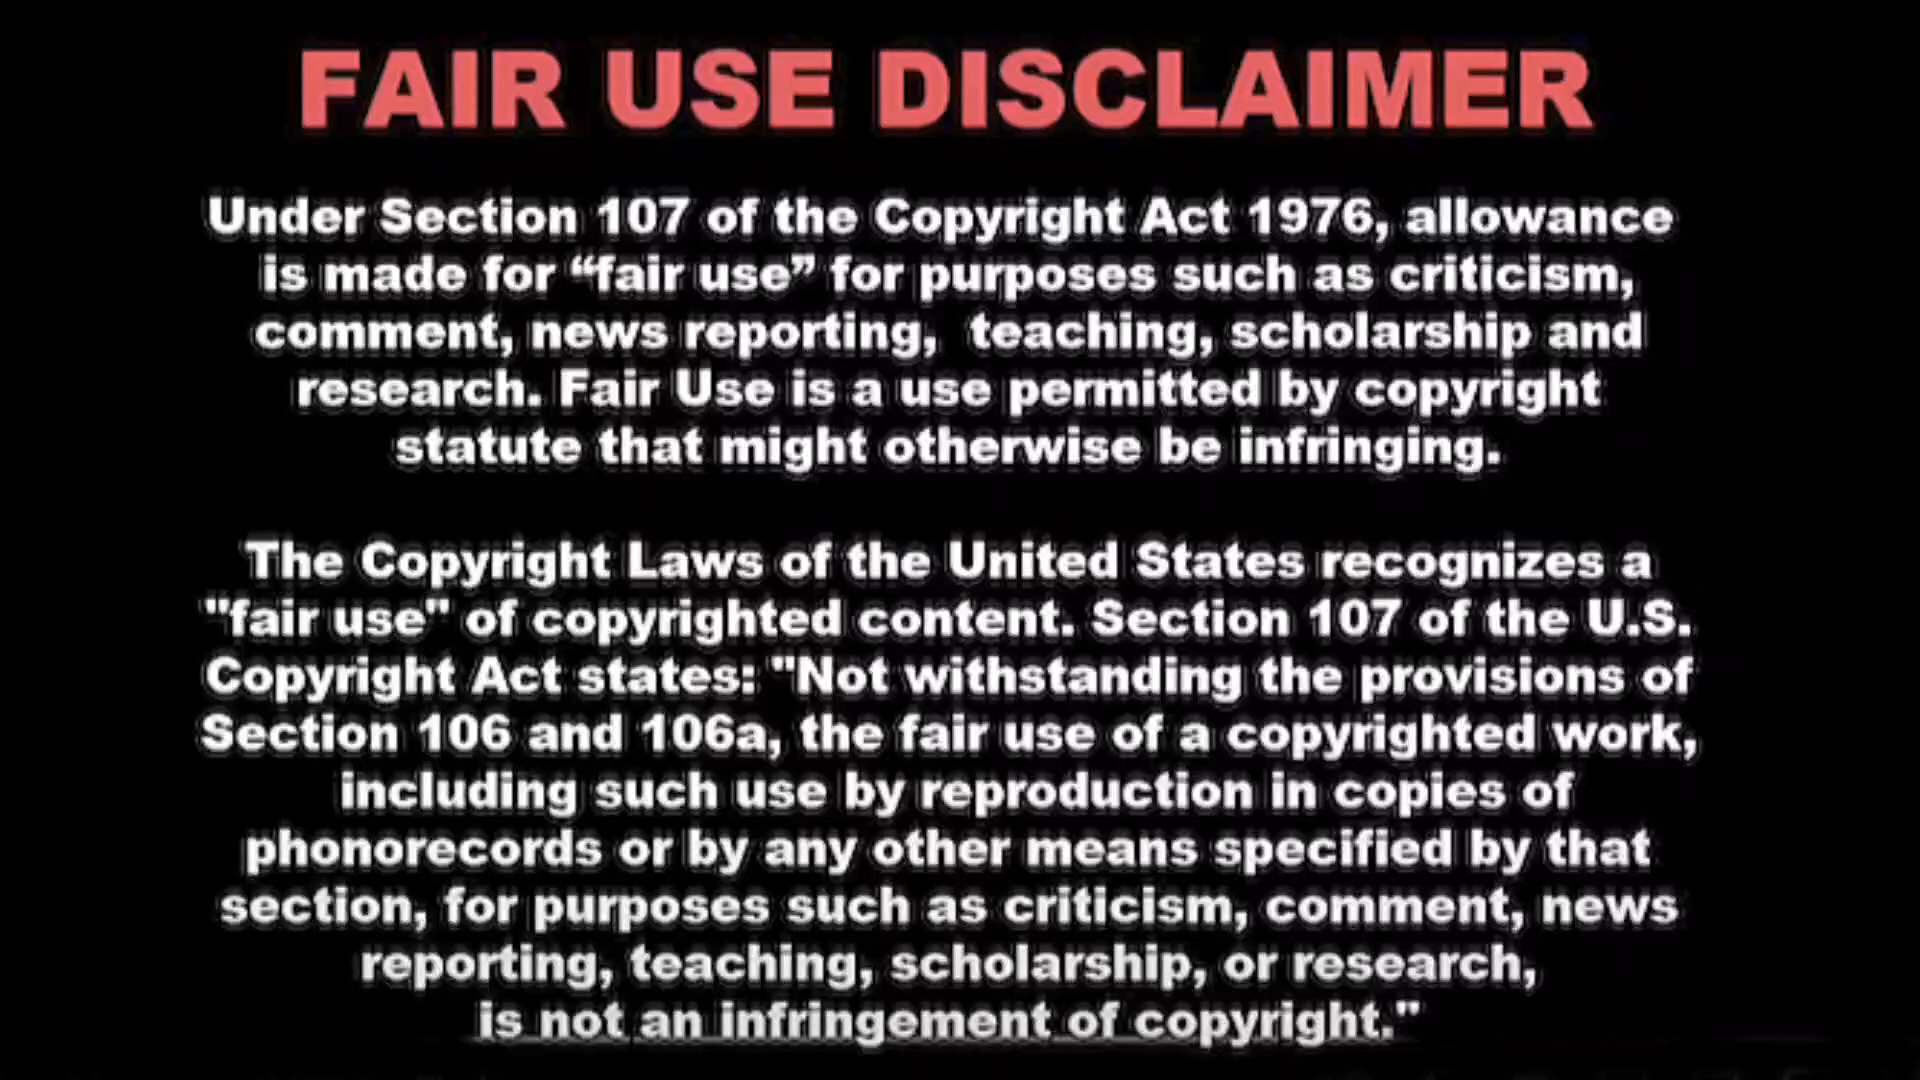 FAIR USE DISCLAIMER
Under Section 107 of the Copyright Act 1976, allowance
is made for “fair use” for purposes such as criticism,
comment, news reporting,  teaching, scholarship and
research. Fair Use is a use permitted by copyright
statute that might otherwise be infringing.
The Copyright Laws of the United States recognizes a
"fair use" of copyrighted content. Section 107 of the U.S.
Copyright Act states: "Not withstanding the provisions of
Section 106 and 106a, the fair use of a copyrighted work,
including such use by reproduction in copies of
phonorecords or by any other means specified by that
section, for purposes such as criticism, comment, news
reporting, teaching, scholarship, or research,
is not an infringement of copyright."